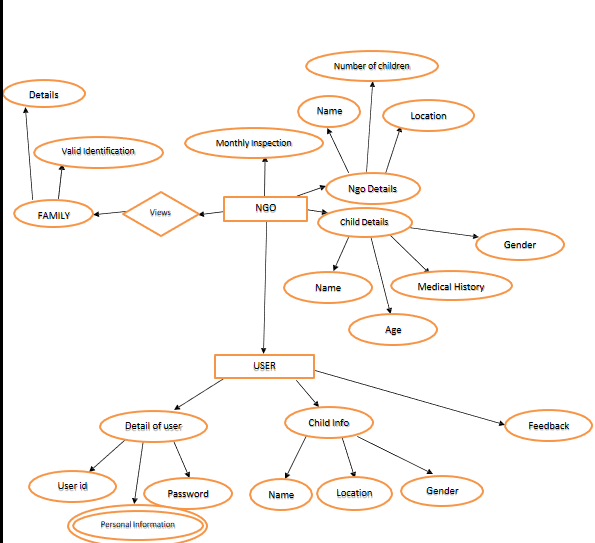 Number of children
Details
Name
Location
Monthly Inspection
Valid Identification
Ngo Details
Views
NGO
FAMILY
Child Details
Gender
Name
Medical History
Age
USER
Detail of user
Child Info
Feedback
User id
Password
Name
Location
Gender
Personal Information